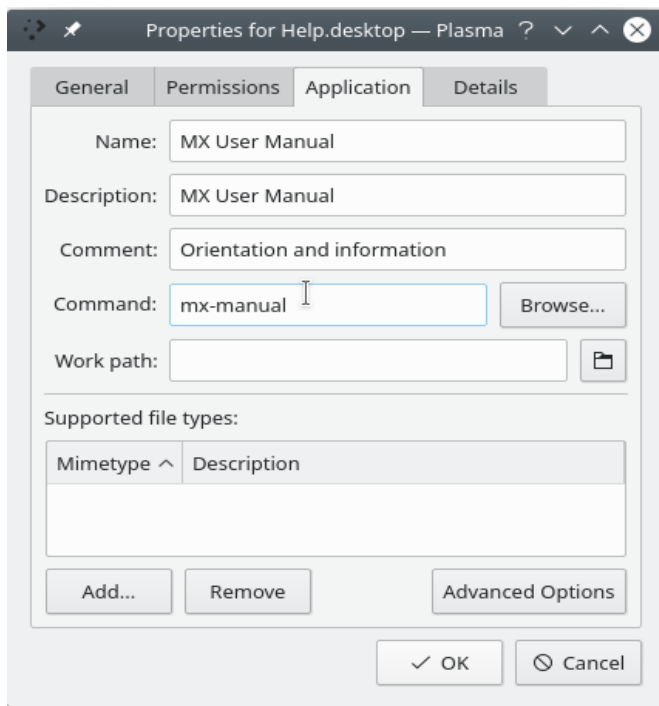 Properties for Help.desktop — Plasma ?
General Permissions Application Details
Name: MX User Manual
Description: MX User Manual
Comment: Orientation and information
Command: mx-manual Browse...
Work path:
Supported file types:
Mimetype Description
Add... Remove Advanced Options
OK Cancel